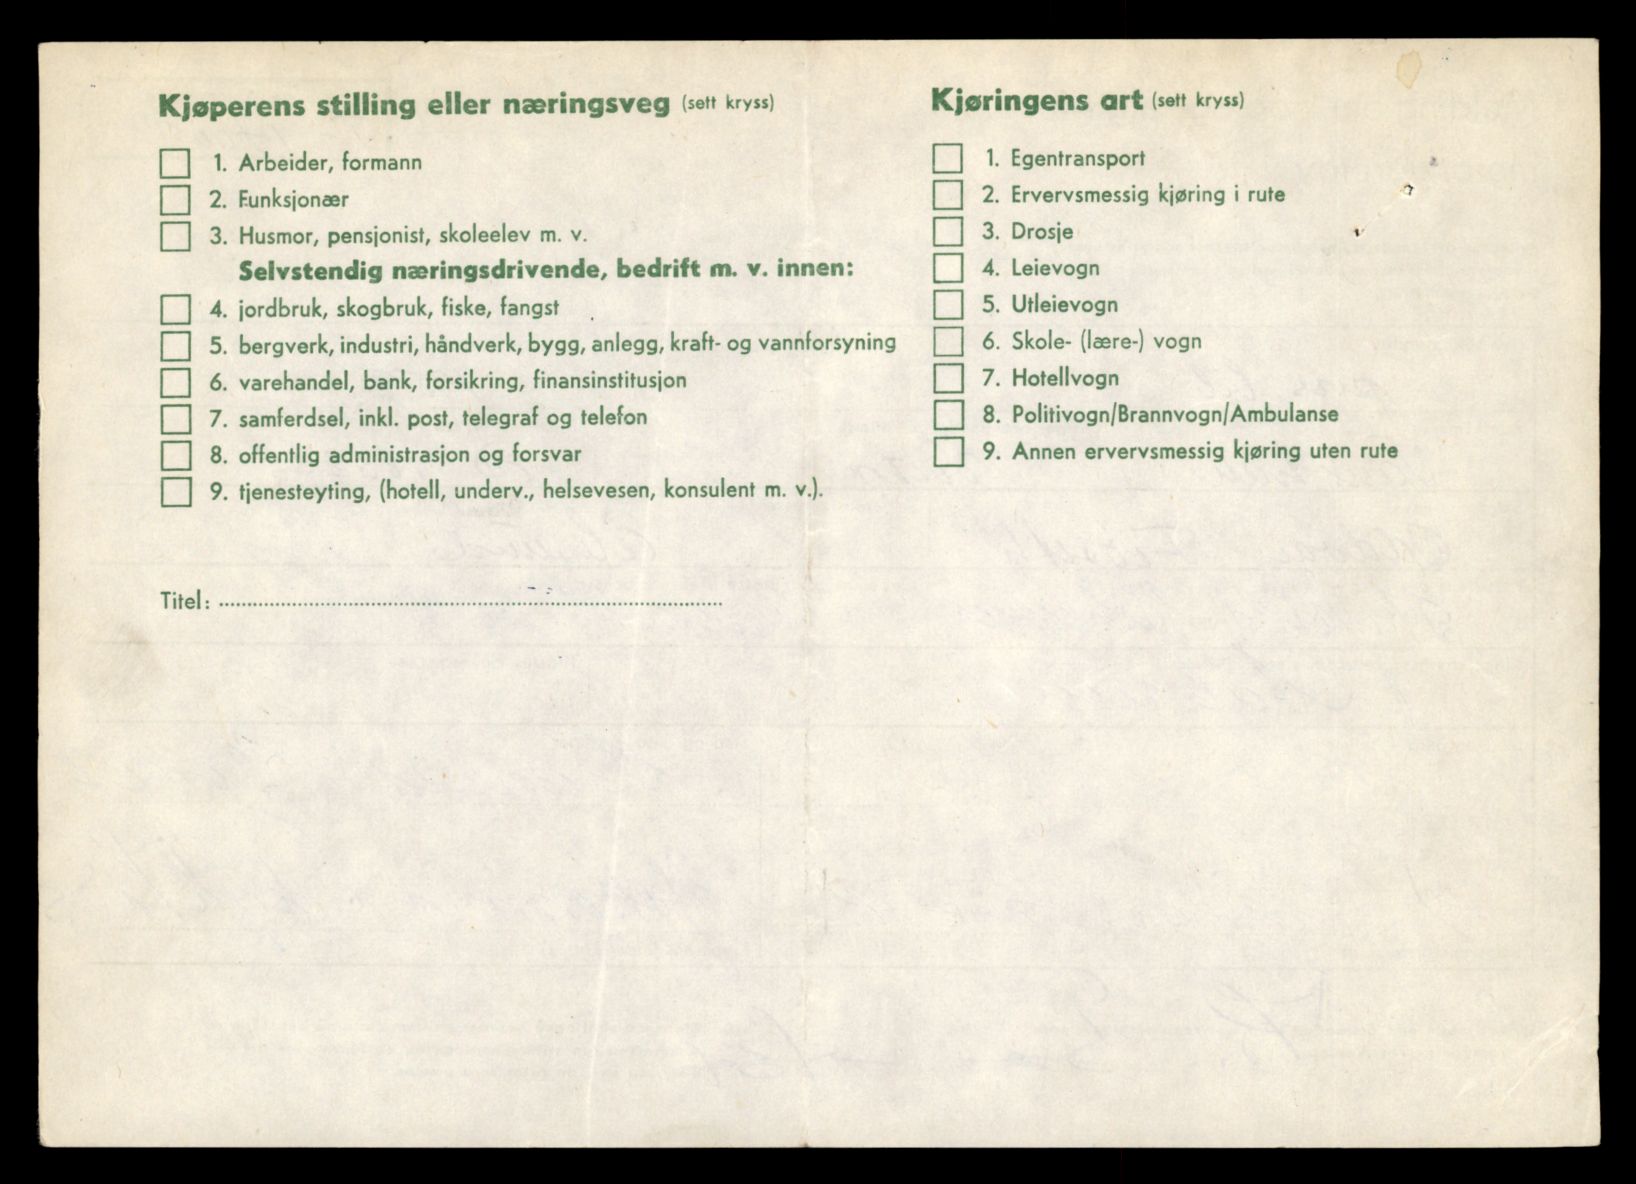 Kjøperens stilling eller næringsveg (sett kryss)
1. Arbeider, formann
2. Funksjonær
3. Husmor, pensjonist, skoleelev m. v.
Selvstendig næringsdrivende, bedrift m. v. innen:
4. jordbruk, skogbruk, fiske, fangst
5. bergverk, industri, håndverk, bygg, anlegg, kraft- og vannforsyning
6. varehandel, bank, forsikring, finansinstitusjon
7. samferdsel, inkl. post, telegraf og telefon
8. offentlig administrasjon og forsvar
9. tjenesteyting, (hotell, underv., helsevesen, konsulent m. v.).
Titel:
Kjøringens art (sett kryss)
1. Egentransport
2. Ervervsmessig kjøring i rute
3. Drosje
4. Leievogn
5. Utleievogn
6. Skole- (lære-) vogn
7. Hotellvogn
8. Politivogn/Brannvogn/Ambulanse
9. Annen ervervsmessig kjøring uten rute